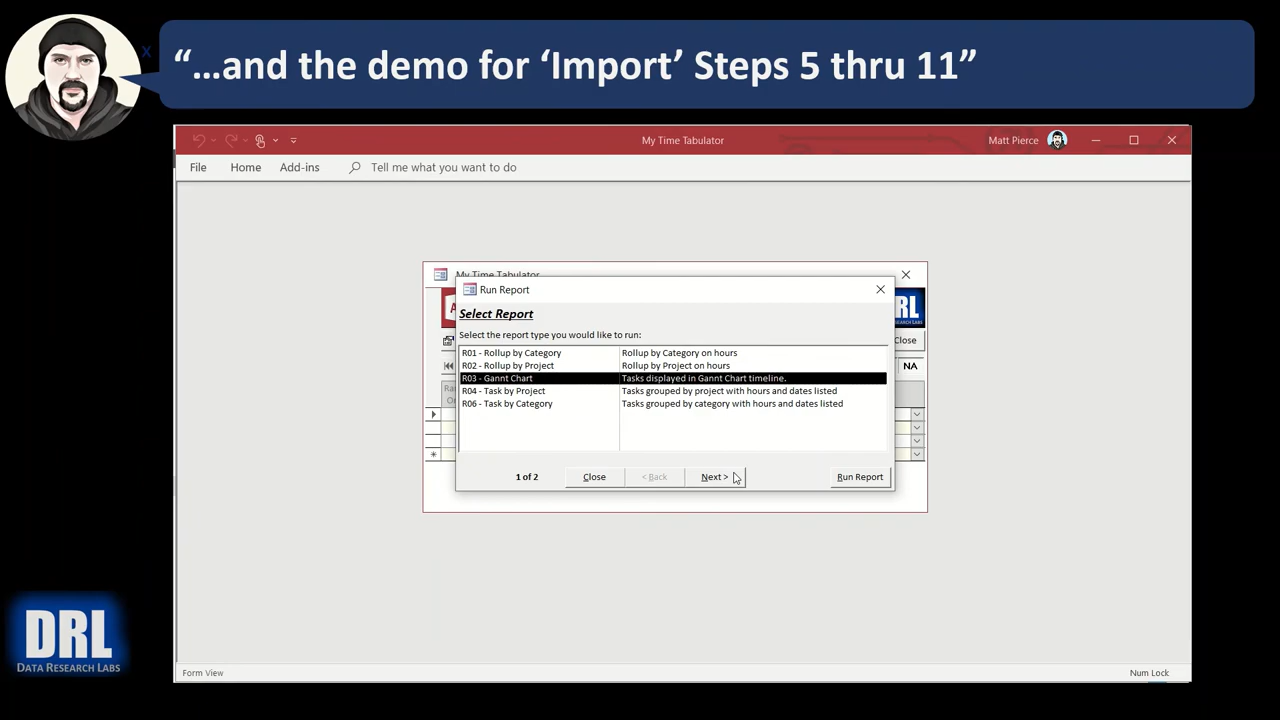 “…and the demo for ‘Import’ Steps 5 thru 11”
x
My Time Tabulator
Matt Pierce
File Home Add-ins Tell me what you want to do
My Time Tabulator
Run Report
DRL
Select Report
Close
Select the report type you would like to run:
R01 - Rollup by Category Rollup by Category on hours
R02 - Rollup by Project Rollup by Project on hours
NA
R03 - Gannt Chart Tasks displayed in Gannt Chart timeline.
R04 - Task by Project Tasks grouped by project with hours and dates listed
R06 - Task by Category Tasks grouped by category with hours and dates listed
1 of 2 Close < Back Next > Run Report
DRL
DATA RESEARCH LABS
Form View Num Lock